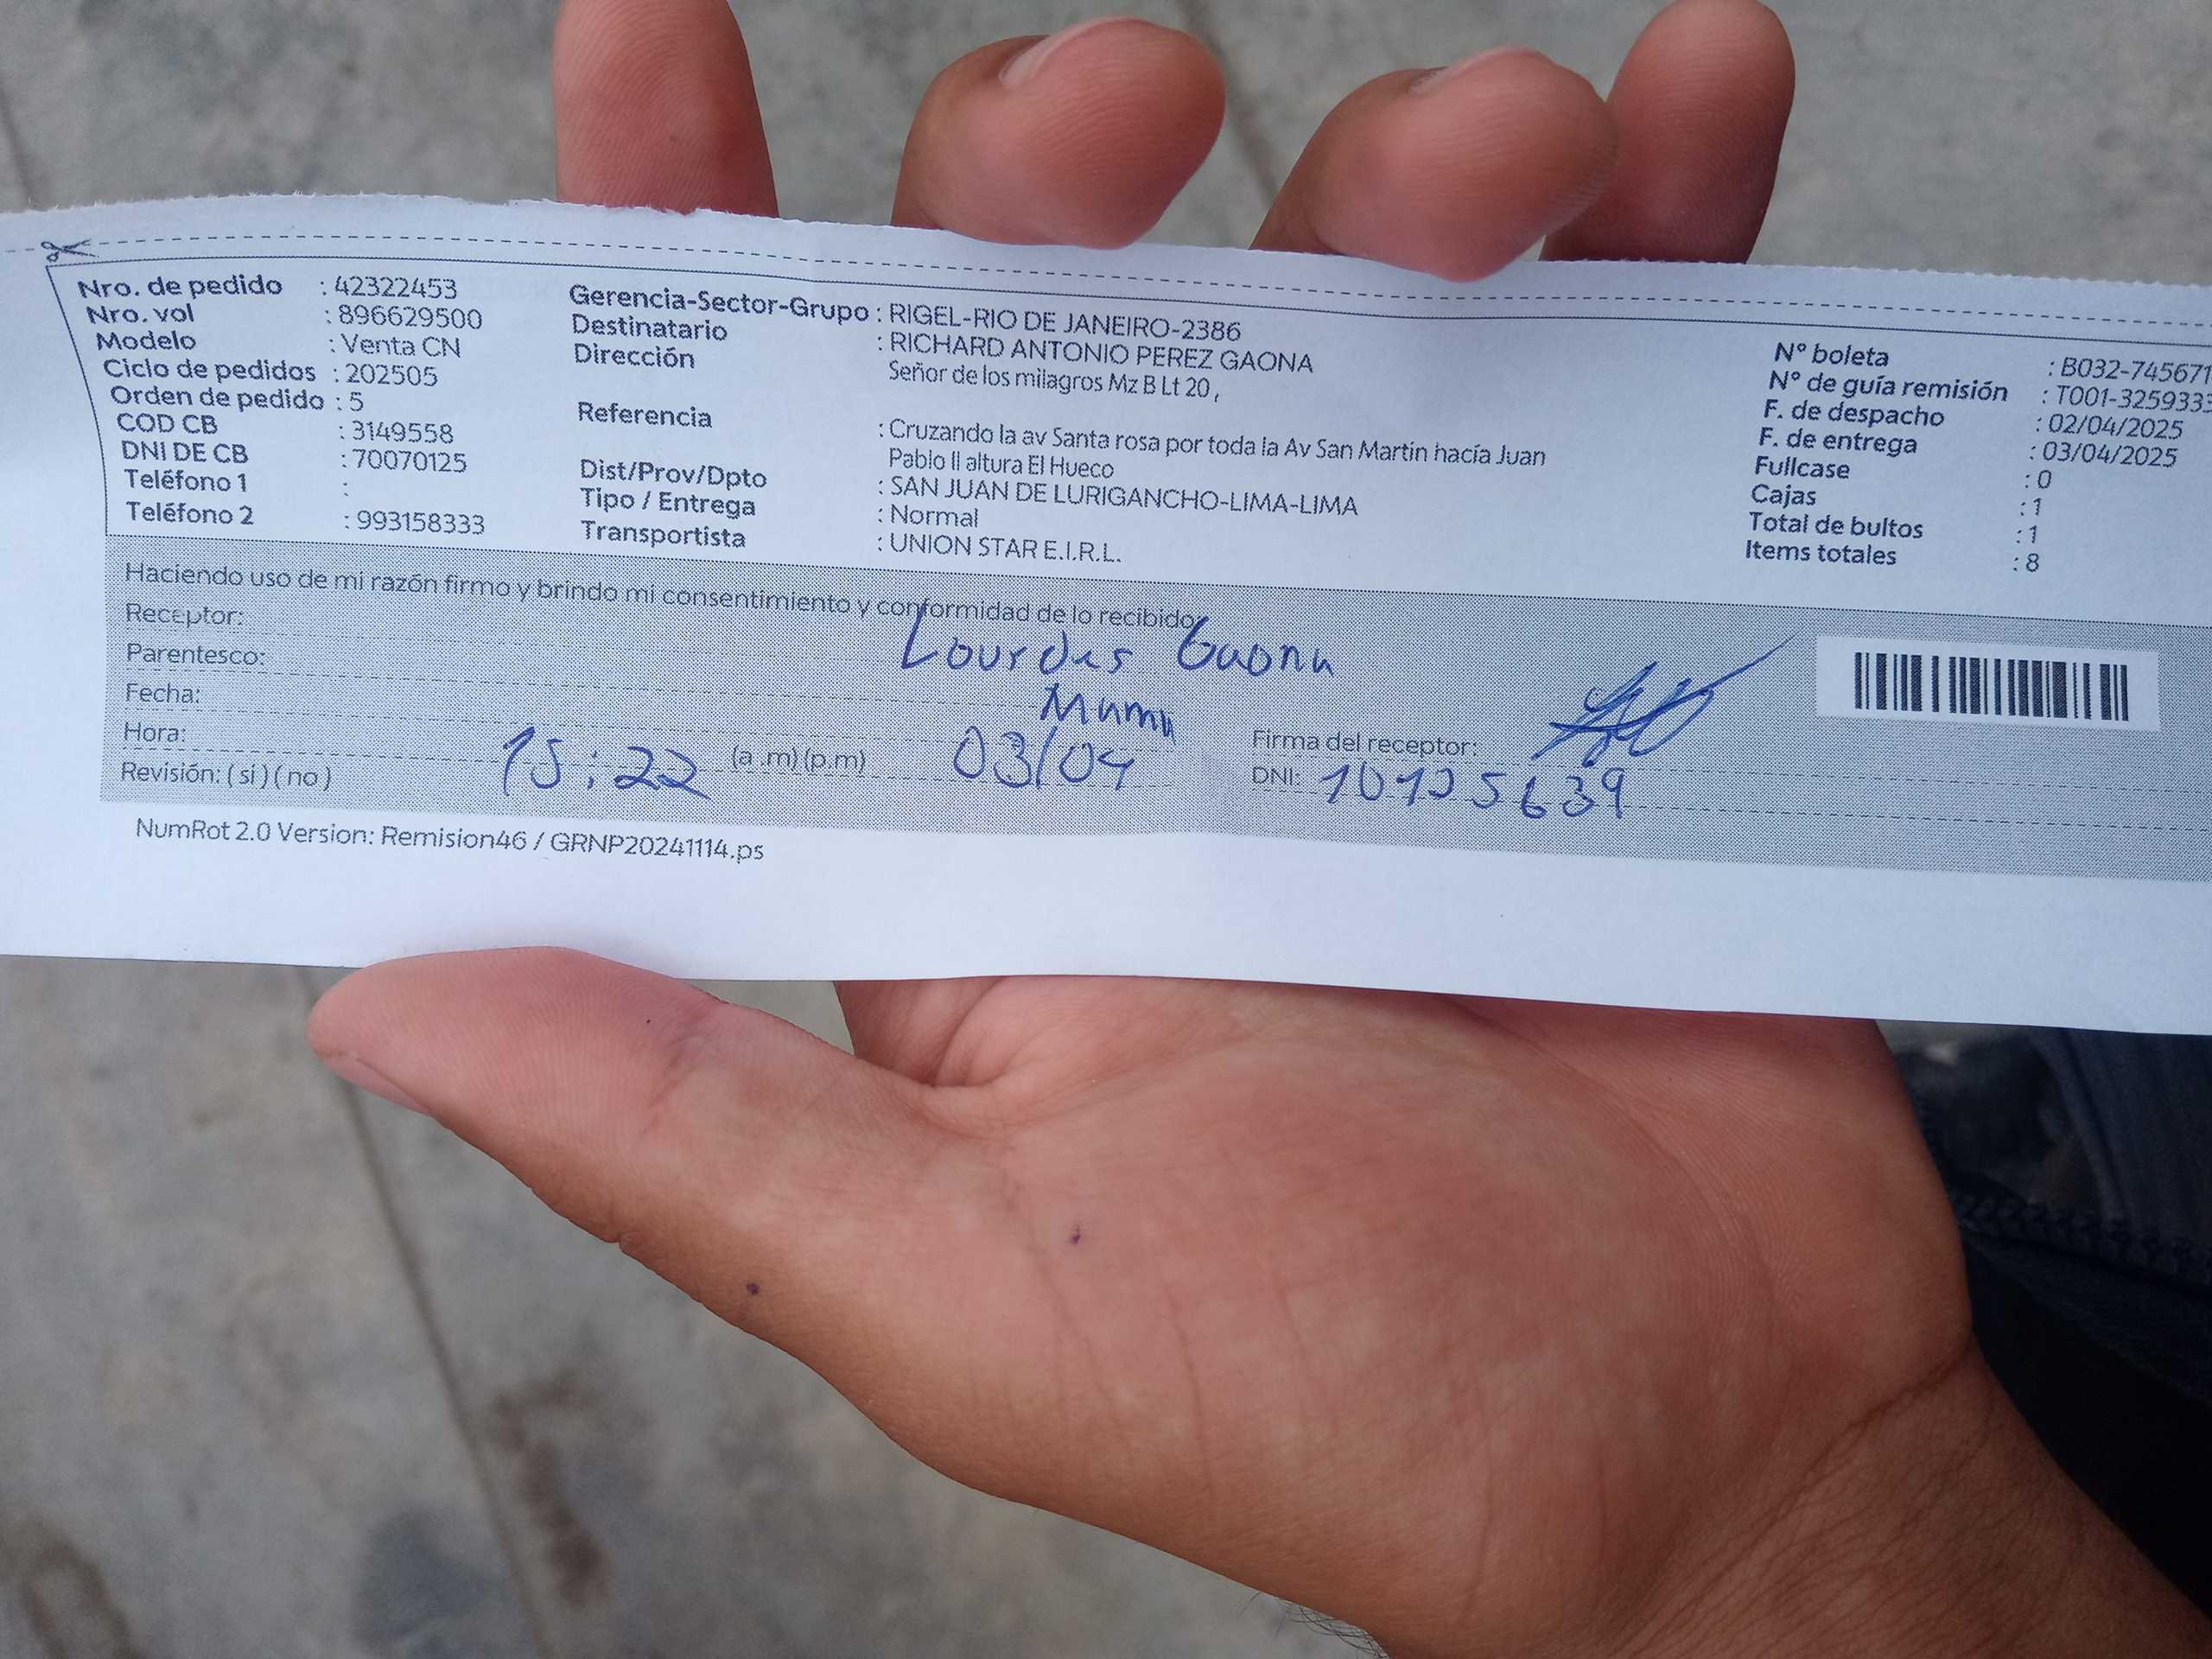 Nro. de pedido : 42322453
Nro. vol : 896629500
Modelo : Venta CN
Ciclo de pedidos : 202505
Orden de pedido : 5
COD CB : 3149558
DNI DE CB : 70070125
Teléfono 1 :
Teléfono 2 : 993158333
Gerencia-Sector-Grupo : RIGEL-RIO DE JANEIRO-2386
Destinatario : RICHARD ANTONIO PEREZ GAONA
Dirección Señor de los milagros Mz B Lt 20 ,
Referencia : Cruzando la av Santa rosa por toda la Av San Martin hacía Juan
Pablo II altura El Hueco
Dist/Prov/Dpto : SAN JUAN DE LURIGANCHO-LIMA-LIMA
Tipo / Entrega : Normal
Transportista : UNION STAR E.I.R.L.
N° boleta : B032-745671
N° de guía remisión : T001-3259333
F. de despacho : 02/04/2025
F. de entrega : 03/04/2025
Fullcase : 0
Cajas : 1
Total de bultos : 1
Items totales : 8
Haciendo uso de mi razón firmo y brindo mi consentimiento y conformidad de lo recibido:
Receptor: Lourdes Gaona
Parentesco: Mama
Fecha: 03/04
Hora: 15:22 (a .m) (p.m)
Revisión: ( si ) ( no )
Firma del receptor:
DNI:
NumRot 2.0 Version: Remision46 / GRNP20241114.ps